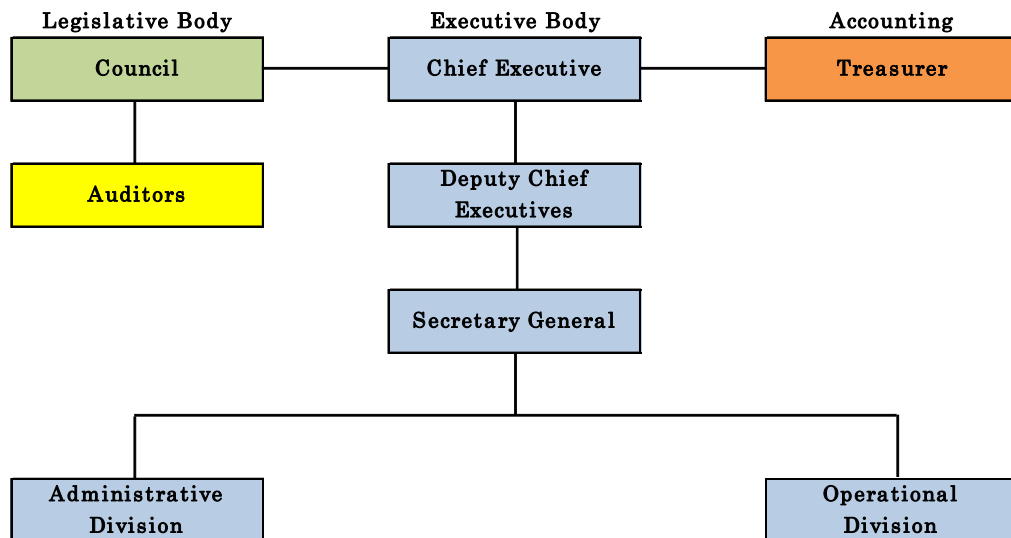 Legislative Body
Executive Body
Accounting
Council
Chief Executive
Treasurer
Auditors
Deputy Chief
Executives
Secretary General
Administrative
Division
Operational
Division